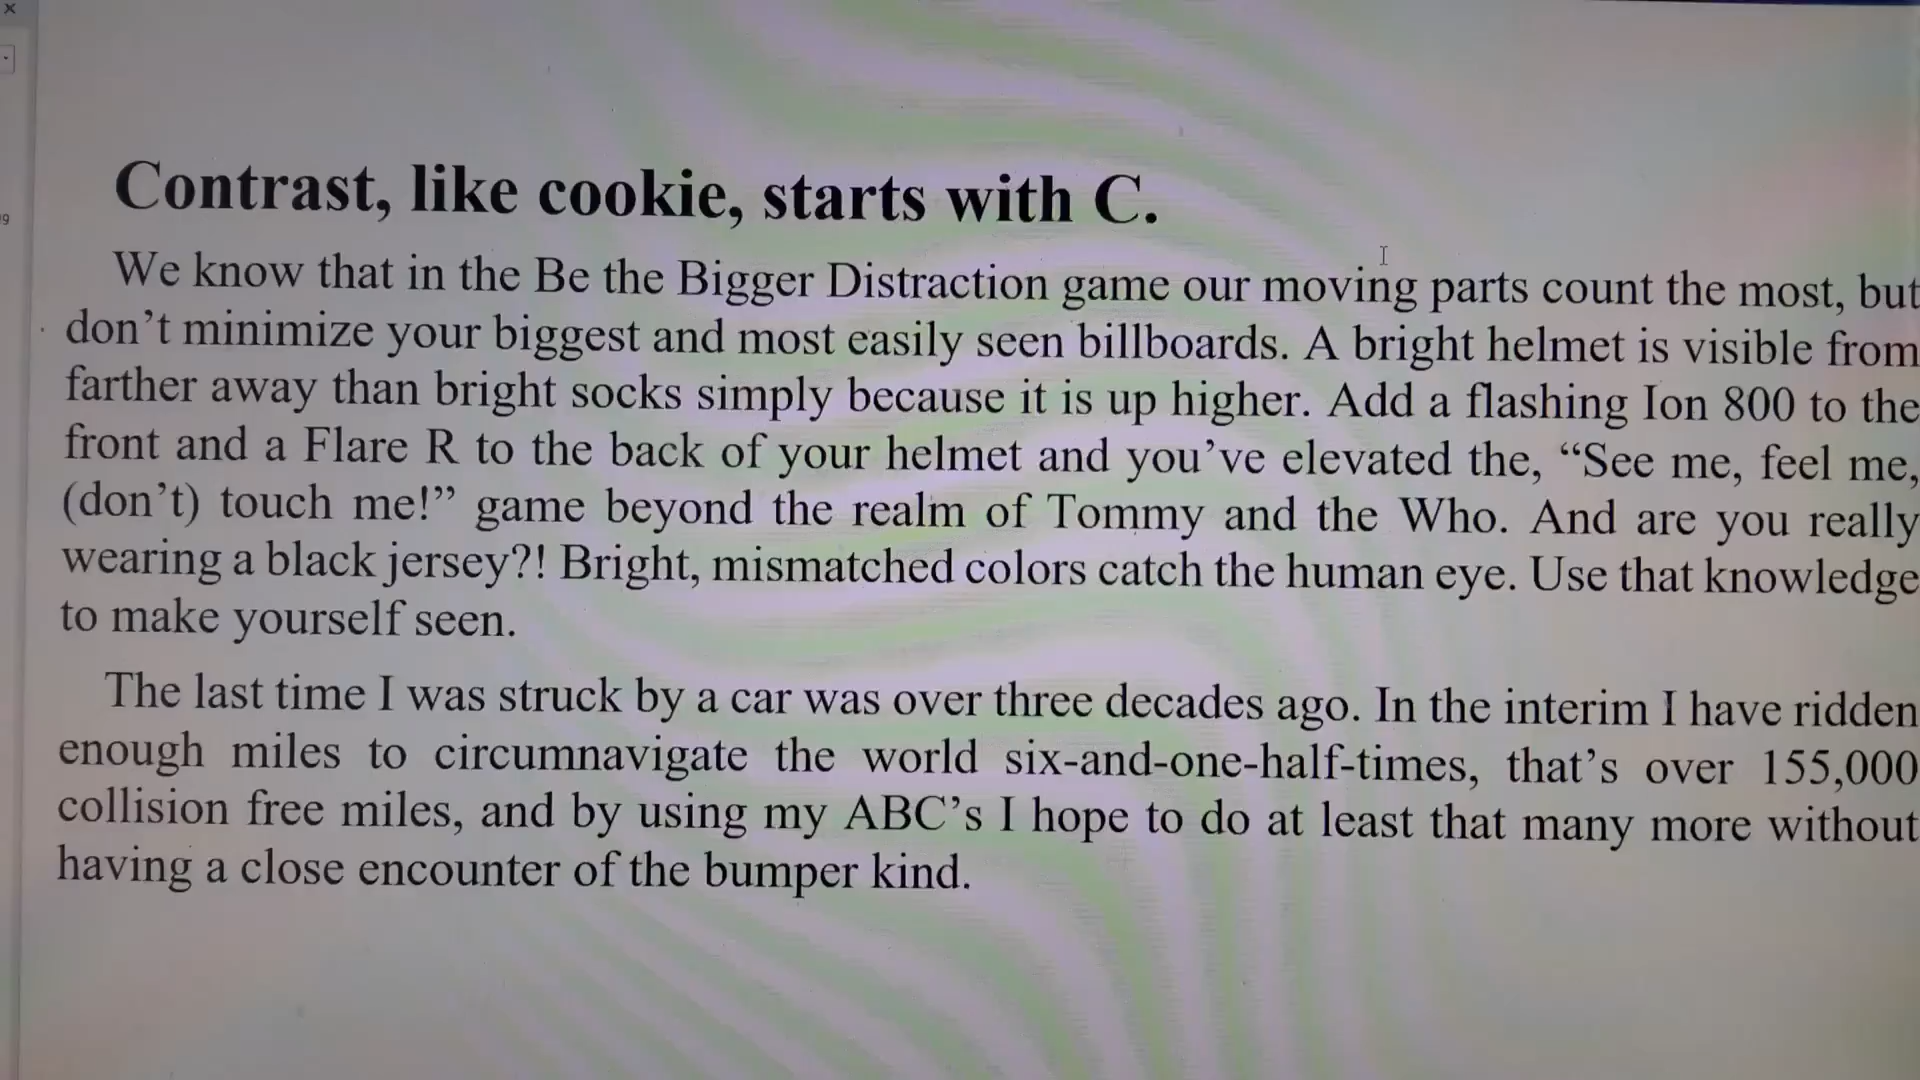 Contrast, like cookie, starts with C.
We know that in the Be the Bigger Distraction game our moving parts count the most, but
don’t minimize your biggest and most easily seen billboards. A bright helmet is visible from
farther away than bright socks simply because it is up higher. Add a flashing Ion 800 to the
front and a Flare R to the back of your helmet and you’ve elevated the, “See me, feel me,
(don’t) touch me!” game beyond the realm of Tommy and the Who. And are you really
wearing a black jersey?! Bright, mismatched colors catch the human eye. Use that knowledge
to make yourself seen.
The last time I was struck by a car was over three decades ago. In the interim I have ridden
enough miles to circumnavigate the world six-and-one-half-times, that’s over 155,000
collision free miles, and by using my ABC’s I hope to do at least that many more without
having a close encounter of the bumper kind.